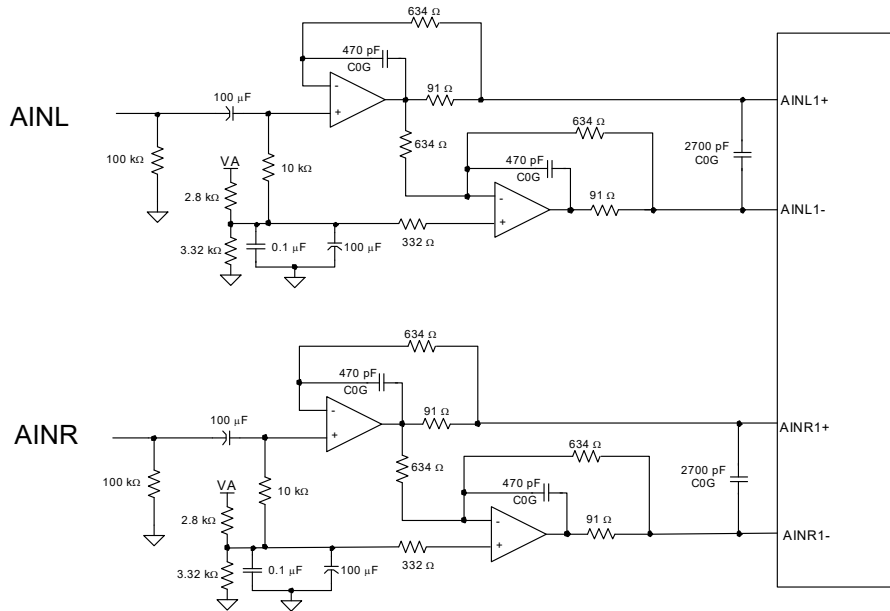 634 Ω
470 pF
C0G
-
+
91 Ω
AINL
100 µF
AINL1+
634 Ω
634 Ω
100 kΩ
VA
10 kΩ
470 pF
C0G
2700 pF
C0G
2.8 kΩ
-
+
91 Ω
AINL1-
3.32 kΩ
0.1 µF
100 µF
332 Ω
634 Ω
470 pF
C0G
-
+
91 Ω
AINR
100 µF
AINR1+
634 Ω
634 Ω
100 kΩ
VA
10 kΩ
470 pF
C0G
2700 pF
C0G
2.8 kΩ
-
+
91 Ω
AINR1-
3.32 kΩ
0.1 µF
100 µF
332 Ω